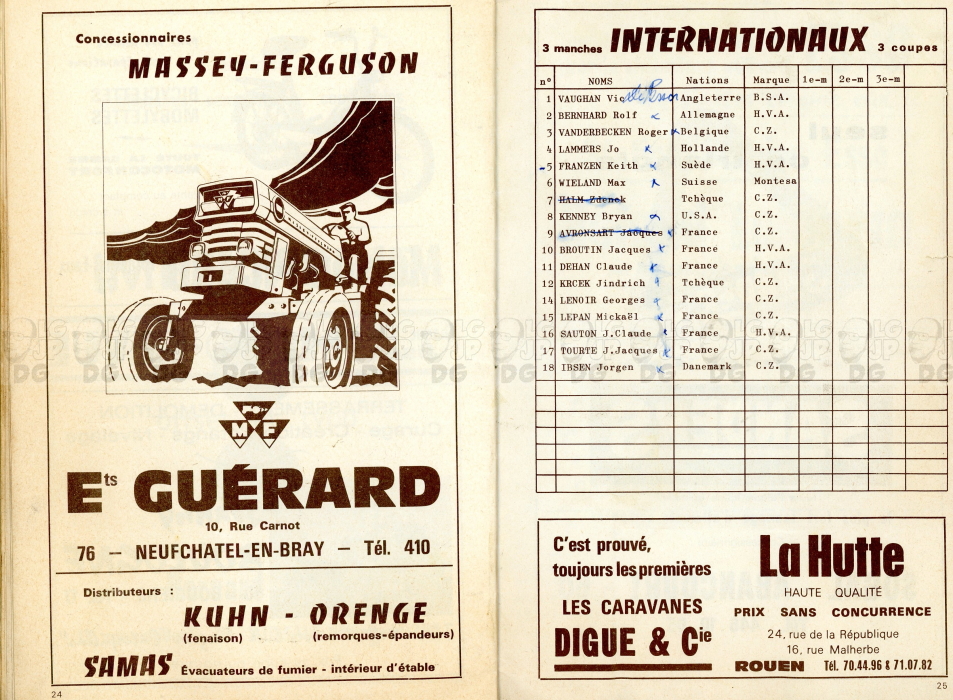 Concessionnaires
MASSEY-FERGUSON
MF
Ets GUÉRARD
10, Rue Carnot
76 — NEUFCHATEL-EN-BRAY — Tél. 410
Distributeurs :
KUHN - ORENGE
(fenaison) (remorques-épandeurs)
SAMAS Évacuateurs de fumier - intérieur d'étable
24
3 manches INTERNATIONAUX 3 coupes
n° NOMS Nations Marque 1e-m 2e-m 3e-m
1 VAUGHAN Vic Angleterre B.S.A.
2 BERNHARD Rolf Allemagne H.V.A.
3 VANDERBECKEN Roger Belgique C.Z.
4 LAMMERS Jo Hollande H.V.A.
5 FRANZEN Keith Suède H.V.A.
6 WIELAND Max Suisse Montesa
7 HALM Zdenek Tchèque C.Z.
8 KENNEY Bryan U.S.A. C.Z.
9 AVRONSART Jacques France C.Z.
10 BROUTIN Jacques France H.V.A.
11 DEHAN Claude France H.V.A.
12 KRCEK Jindrich Tchèque C.Z.
14 LENOIR Georges France C.Z.
15 LEPAN Mickaël France C.Z.
16 SAUTON J.Claude France H.V.A.
17 TOURTE J.Jacques France C.Z.
18 IBSEN Jorgen Danemark C.Z.
C'est prouvé,
toujours les premières
LES CARAVANES
DIGUE & Cie
La Hutte
HAUTE QUALITÉ
PRIX SANS CONCURRENCE
24, rue de la République
16, rue Malherbe
ROUEN Tél. 70.44.96 & 71.07.82
25